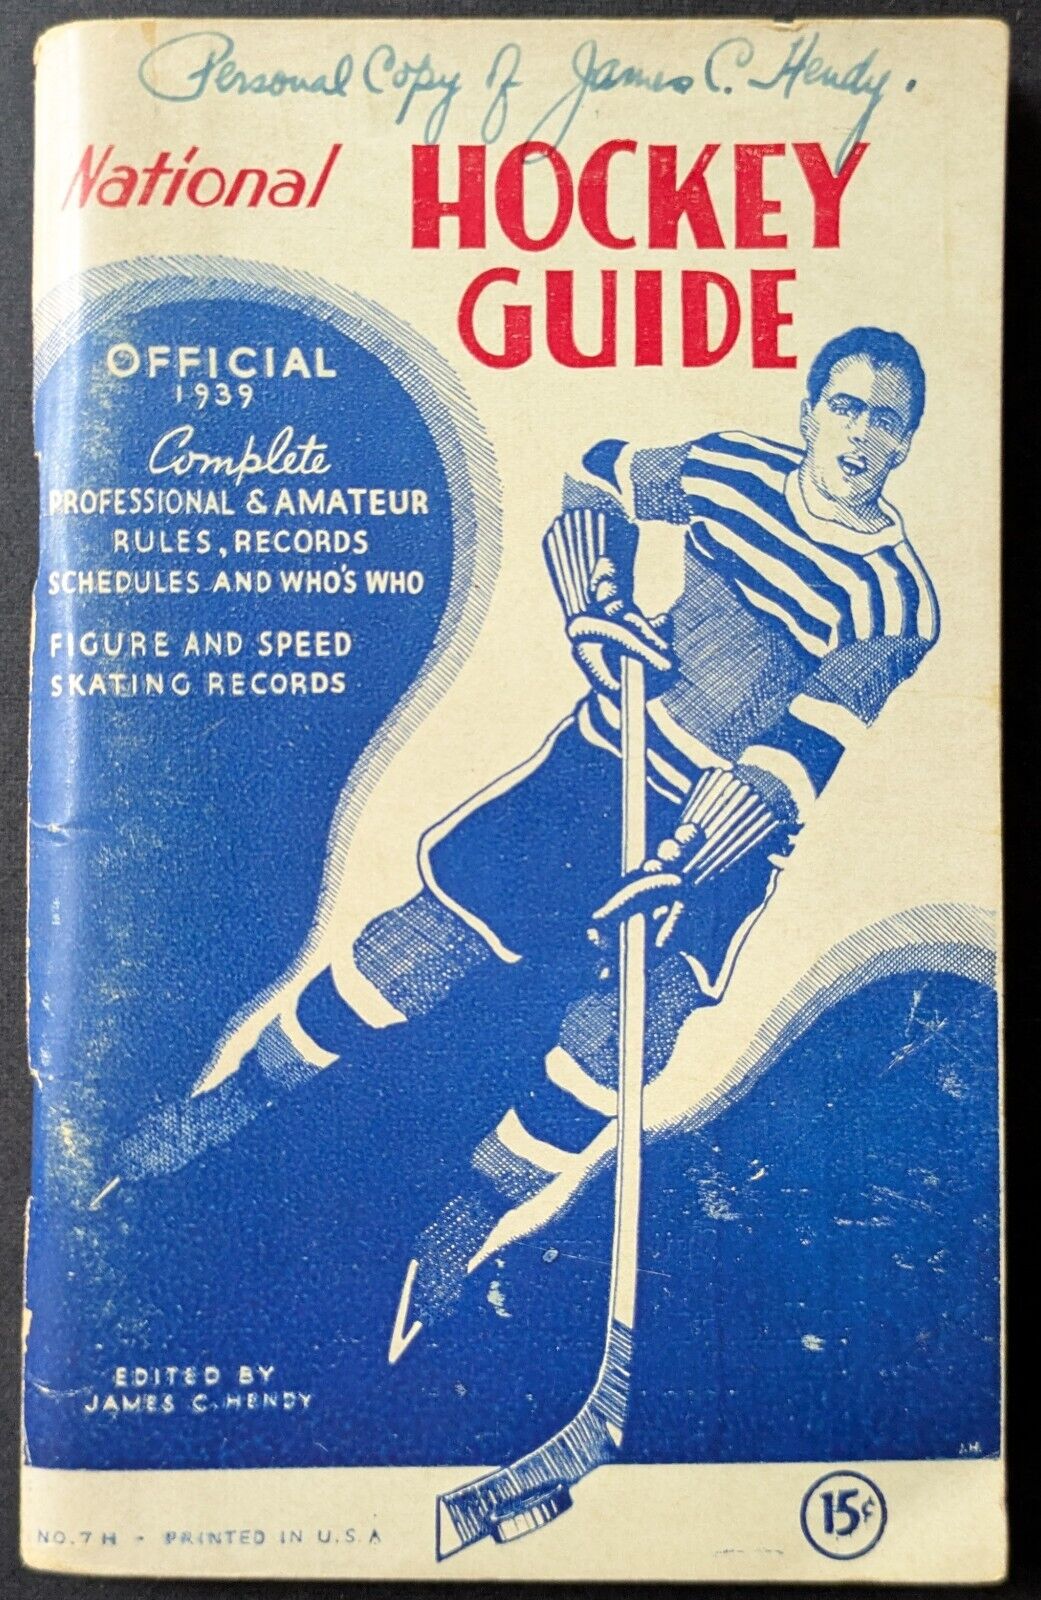 Personal Copy of James C. Hendy.
National HOCKEY
GUIDE
OFFICIAL
1939
Complete
PROFESSIONAL & AMATEUR
RULES, RECORDS
SCHEDULES AND WHO'S WHO
FIGURE AND SPEED
SKATING RECORDS
EDITED BY
JAMES C. HENDY
J.H.
NO. 7 H - PRINTED IN U.S.A
15¢